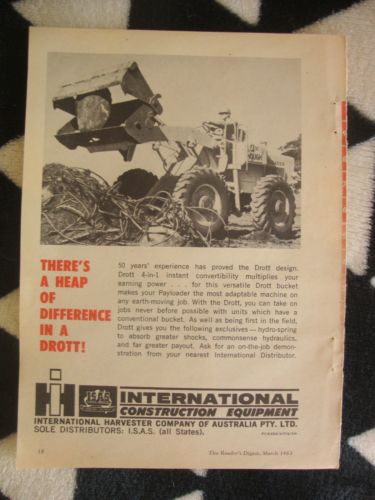 THERE'S
A HEAP
OF
DIFFERENCE
IN A
DROTT!
50 years' experience has proved the Drott design.
Drott 4-in-1 instant convertibility multiplies your
earning power . . . for this versatile Drott bucket
makes your Payloader the most adaptable machine on
any earth-moving job. With the Drott, you can take on
jobs never before possible with units which have a
conventional bucket. As well as being first in the field,
Drott gives you the following exclusives — hydro-spring
to absorb greater shocks, commonsense hydraulics,
and far greater payout. Ask for an on-the-job demon-
stration from your nearest International Distributor.
INTERNATIONAL
CONSTRUCTION EQUIPMENT
INTERNATIONAL HARVESTER COMPANY OF AUSTRALIA PTY. LTD.
SOLE DISTRIBUTORS: I.S.A.S. (all States).
18
The Reader's Digest, March 1963